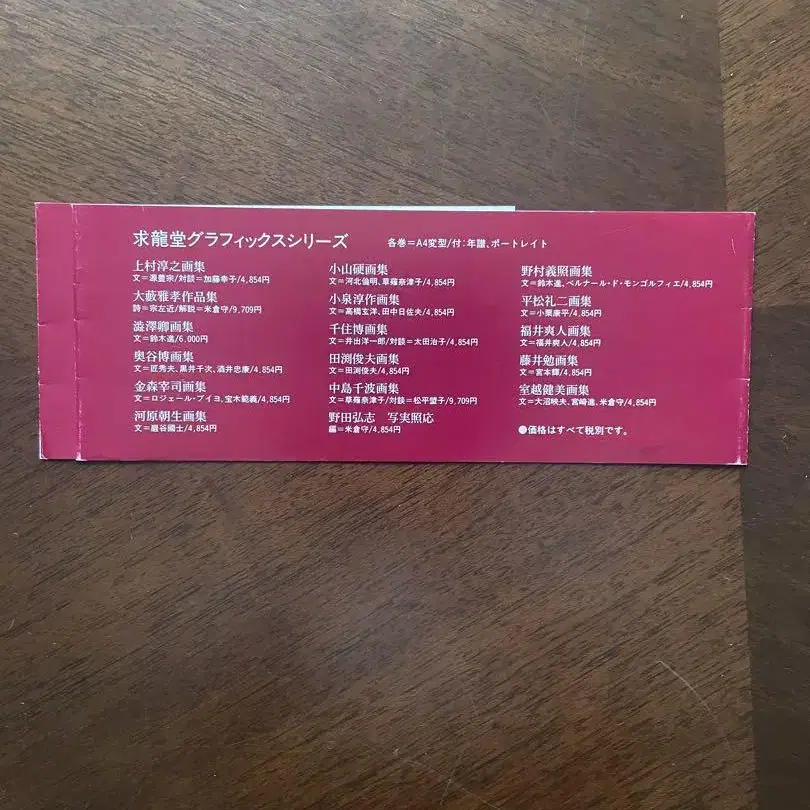 求龍堂グラフィックスシリーズ 各巻=A4変型/付:年譜、ポートレイト
上村淳之画集
文=源豊宗/対談=加藤幸子/4,854円
大藪雅孝作品集
詩=宗左近/解説=米倉守/9,709円
澁澤卿画集
文=鈴木進/6,000円
奥谷博画集
文=匠秀夫、黒井千次、酒井忠康/4,854円
金森宰司画集
文=ロジェール・ブイヨ、宝木範義/4,854円
河原朝生画集
文=巖谷國士/4,854円
小山硬画集
文=河北倫明、草薙奈津子/4,854円
小泉淳作画集
文=高橋玄洋、田中日佐夫/4,854円
千住博画集
文=井出洋一郎/対談=太田治子/4,854円
田渕俊夫画集
文=田渕俊夫/4,854円
中島千波画集
文=草薙奈津子/対談=松平盟子/9,709円
野田弘志 写実照応
編=米倉守/4,854円
野村義照画集
文=鈴木進、ベルナール・ド・モンゴルフィエ/4,854円
平松礼二画集
文=小栗康平/4,854円
福井爽人画集
文=福井爽人/4,854円
藤井勉画集
文=宮本輝/4,854円
室越健美画集
文=大沼映夫、宮崎進、米倉守/4,854円
●価格はすべて税別です。